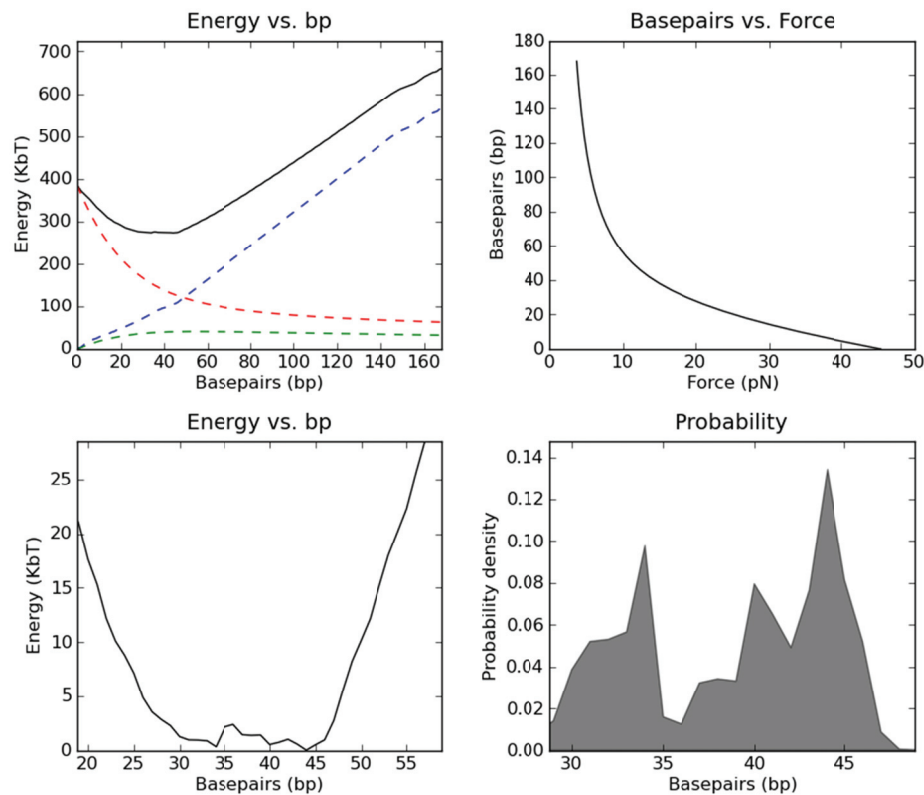 Energy vs. bp
Energy (KbT)
700
600
500
400
300
200
100
0
0 20 40 60 80 100 120 140 160
Basepairs (bp)
Basepairs vs. Force
Basepairs (bp)
180
160
140
120
100
80
60
40
20
0
0 10 20 30 40 50
Force (pN)
Energy vs. bp
Energy (KbT)
25
20
15
10
5
0
20 25 30 35 40 45 50 55
Basepairs (bp)
Probability
Probability density
0.14
0.12
0.10
0.08
0.06
0.04
0.02
0.00
30 35 40 45
Basepairs (bp)